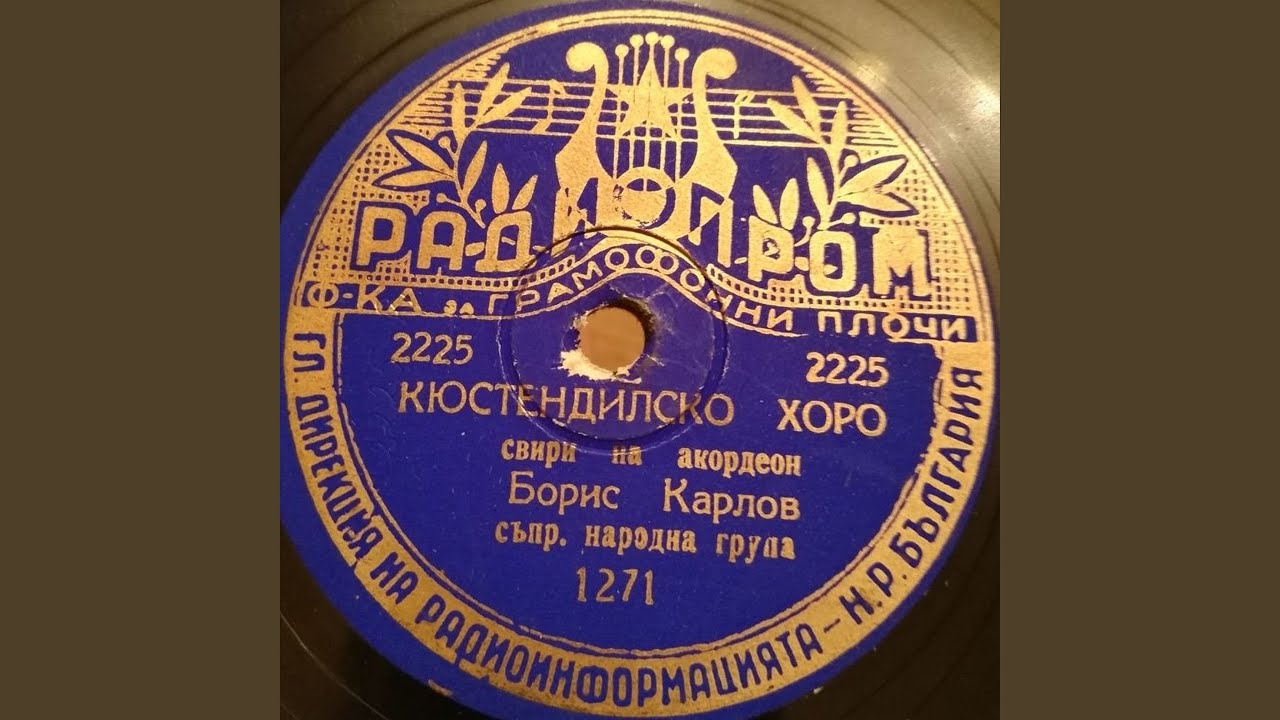 РАДИОПРОМ
Ф-КА за ГРАМОФОННИ ПЛОЧИ
2225 2225
КЮСТЕНДИЛСКО ХОРО
свири на акордеон
Борис Карлов
съпр. народна група
1271
ГЛ. ДИРЕКЦИЯ НА РАДИОИНФОРМАЦИЯТА - Н.Р. БЪЛГАРИЯ